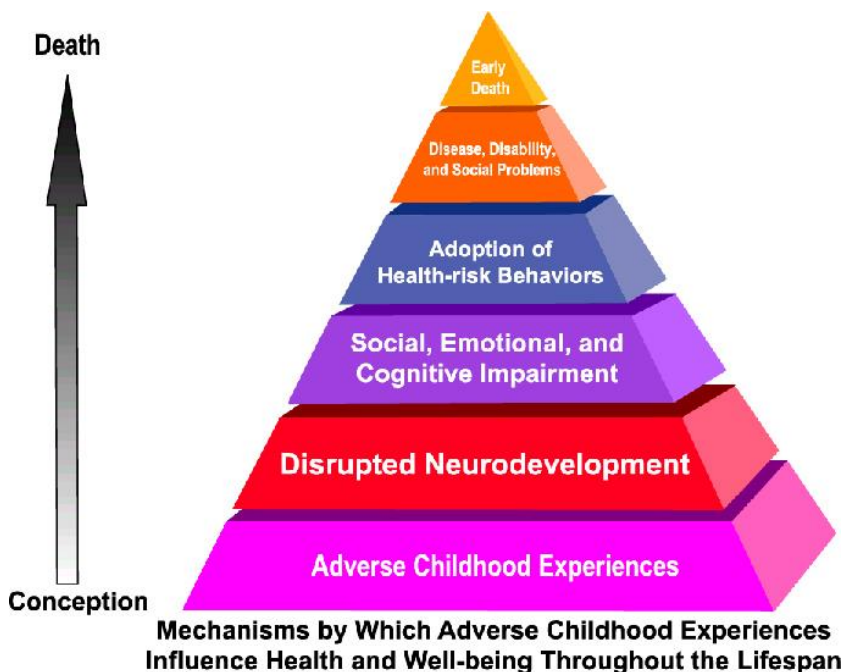 Death
Early
Death
Disease, Disability,
and Social Problems
Adoption of
Health-risk Behaviors
Social, Emotional, and
Cognitive Impairment
Disrupted Neurodevelopment
Adverse Childhood Experiences
Conception
Mechanisms by Which Adverse Childhood Experiences
Influence Health and Well-being Throughout the Lifespan